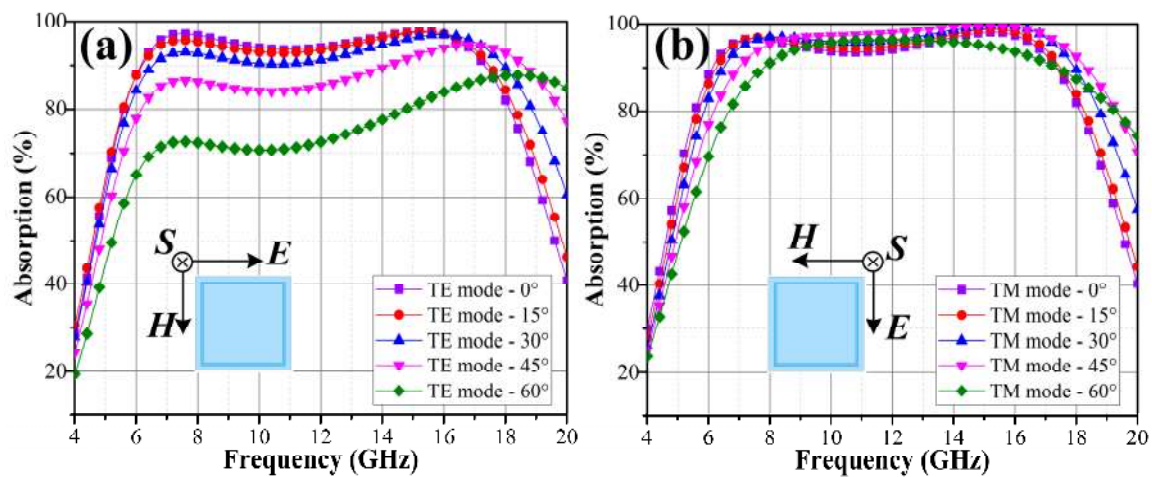 (a)
Absorption (%)
100
80
60
40
20
4 6 8 10 12 14 16 18 20
Frequency (GHz)
S
E
H
TE mode - 0°
TE mode - 15°
TE mode - 30°
TE mode - 45°
TE mode - 60°
(b)
Absorption (%)
100
80
60
40
20
4 6 8 10 12 14 16 18 20
Frequency (GHz)
H
S
E
TM mode - 0°
TM mode - 15°
TM mode - 30°
TM mode - 45°
TM mode - 60°